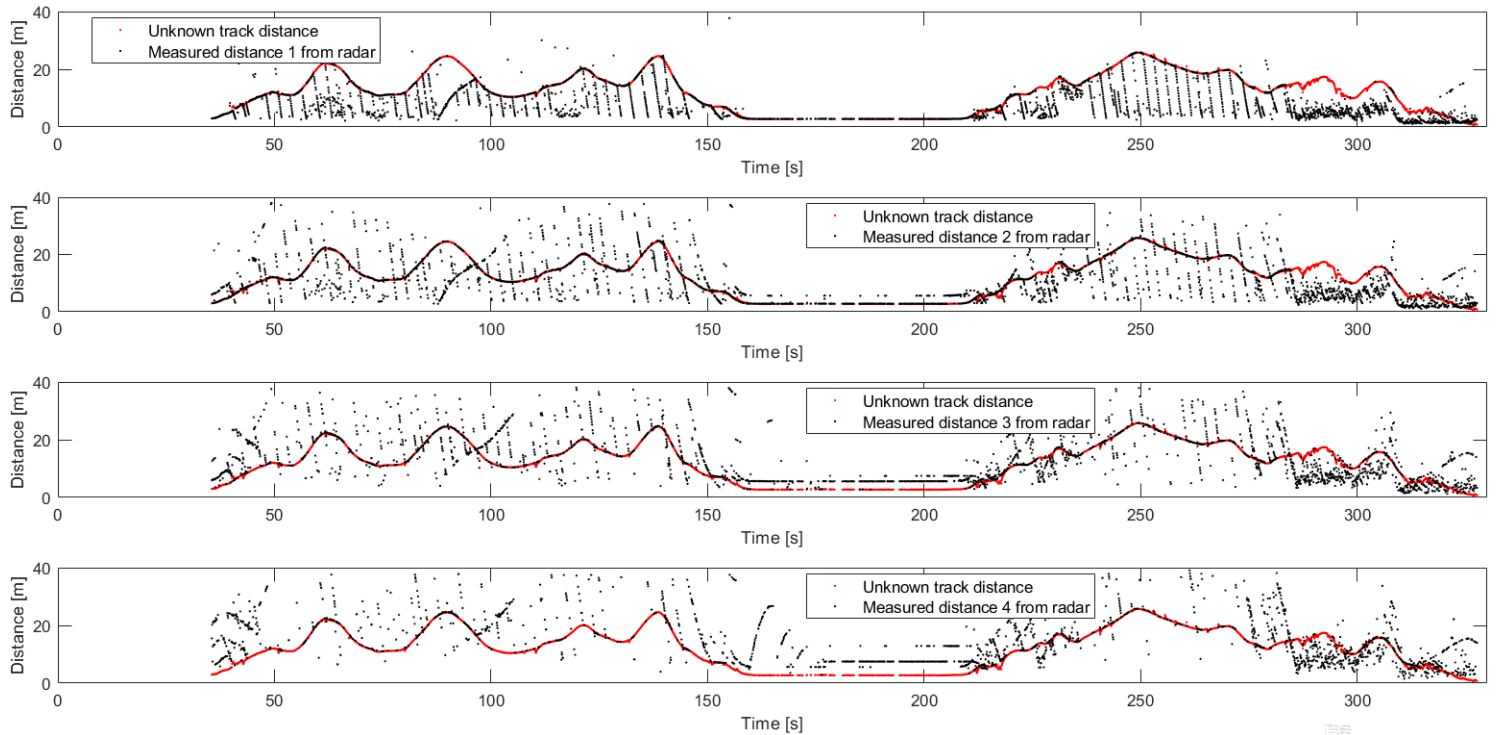 Distance [m]
40
20
0
Unknown track distance
Measured distance 1 from radar
0 50 100 150 200 250 300
Time [s]
Distance [m]
40
20
0
Unknown track distance
Measured distance 2 from radar
0 50 100 150 200 250 300
Time [s]
Distance [m]
40
20
0
Unknown track distance
Measured distance 3 from radar
0 50 100 150 200 250 300
Time [s]
Distance [m]
40
20
0
Unknown track distance
Measured distance 4 from radar
0 50 100 150 200 250 300
Time [s]